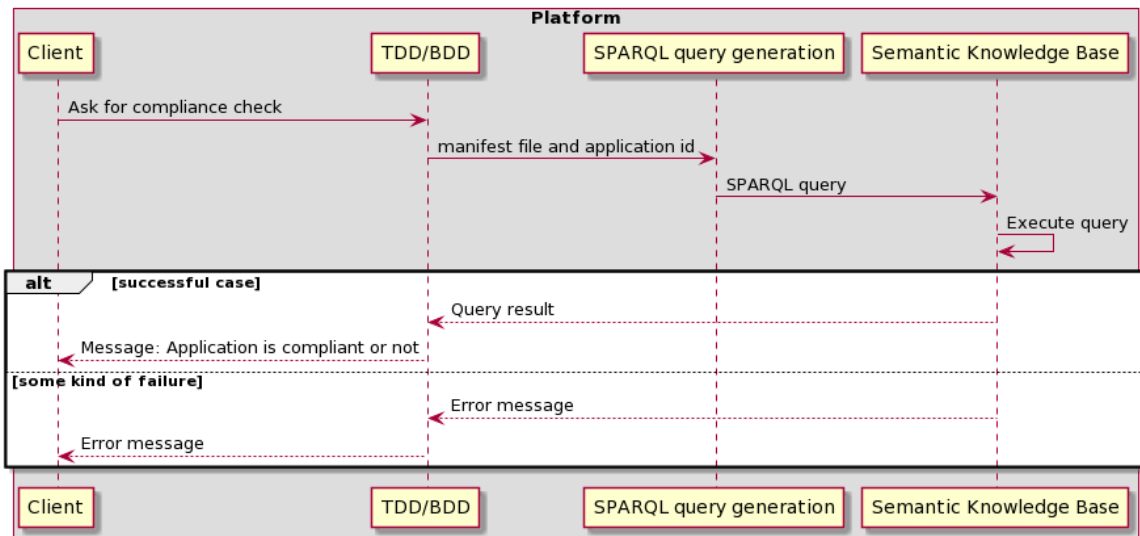 Platform
Client
TDD/BDD
SPARQL query generation
Semantic Knowledge Base
Ask for compliance check
manifest file and application id
SPARQL query
Execute query
alt
[successful case]
Query result
Message: Application is compliant or not
[some kind of failure]
Error message
Error message
Client
TDD/BDD
SPARQL query generation
Semantic Knowledge Base